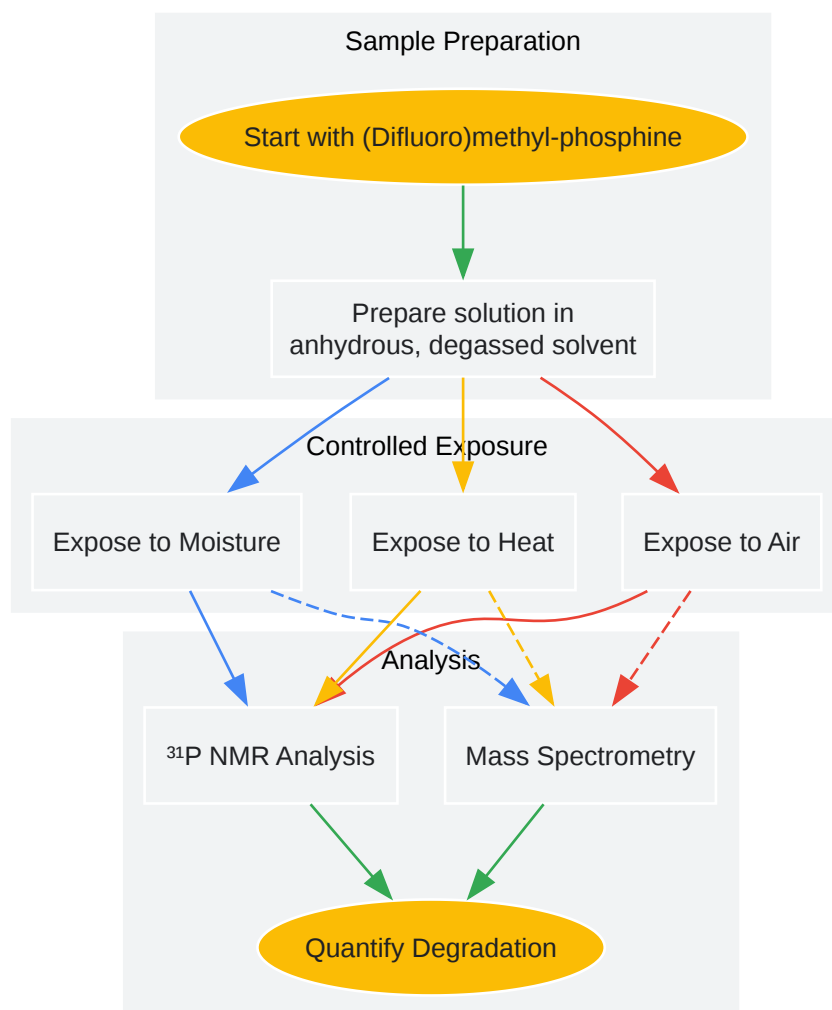 Sample Preparation
Start with (Difluoro)methyl-phosphine
Prepare solution in
anhydrous, degassed solvent
Controlled Exposure
Expose to Moisture
Expose to Heat
Expose to Air
Analysis
³¹P NMR Analysis
Mass Spectrometry
Quantify Degradation